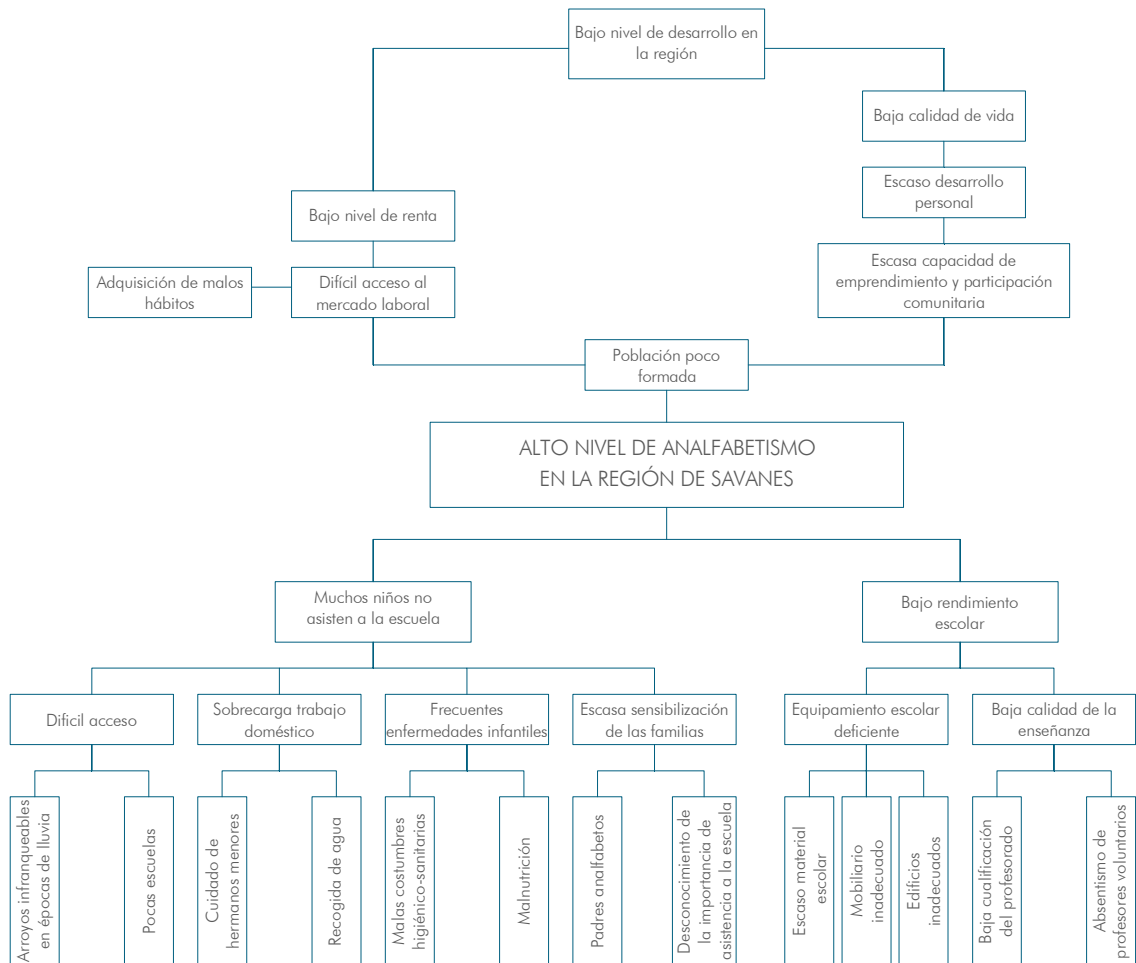 Bajo nivel de desarrollo en
la región
Baja calidad de vida
Escaso desarrollo
personal
Bajo nivel de renta
Escasa capacidad de
emprendimiento y participación
comunitaria
Adquisición de malos
hábitos
Difícil acceso al
mercado laboral
Población poco
formada
ALTO NIVEL DE ANALFABETISMO
EN LA REGIÓN DE SAVANES
Muchos niños no
asisten a la escuela
Bajo rendimiento
escolar
Dificil acceso
Sobrecarga trabajo
doméstico
Frecuentes
enfermedades infantiles
Escasa sensibilización
de las familias
Equipamiento escolar
deficiente
Baja calidad de la
enseñanza
Arroyos infranqueables
en épocas de lluvia
Pocas escuelas
Cuidado de
hermanos menores
Recogida de agua
Malas costumbres
higiénico-sanitarias
Malnutrición
Padres analfabetos
Desconocimiento de
la importancia de
asistencia a la escuela
Escaso material
escolar
Mobiliario
inadecuado
Edificios
inadecuados
Baja cualificación
del profesorado
Absentismo de
profesores voluntarios